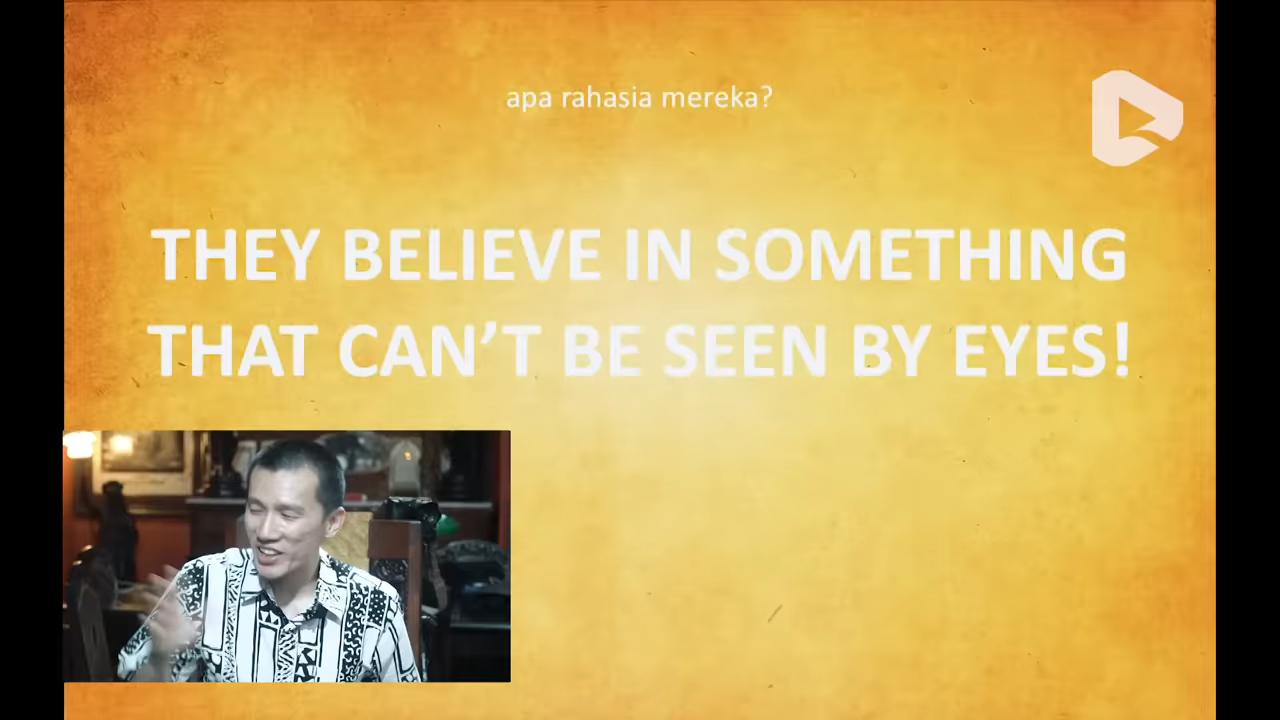 apa rahasia mereka?
THEY BELIEVE IN SOMETHING
THAT CAN’T BE SEEN BY EYES!